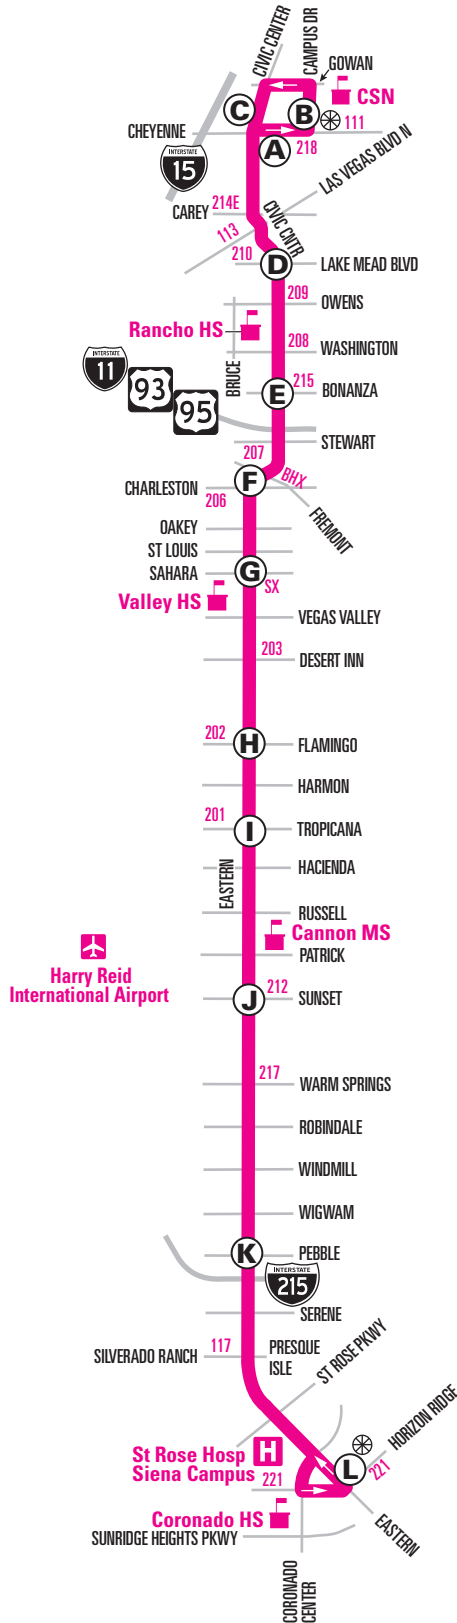 CIVIC CENTER
CAMPUS DR
GOWAN
CSN
C
B
111
CHEYENNE
A
218
INTERSTATE
15
LAS VEGAS BLVD N
CAREY
214E
113
CIVIC CNTR
210
D
LAKE MEAD BLVD
209
OWENS
Rancho HS
208
WASHINGTON
INTERSTATE
11
93
95
BRUCE
215
E
BONANZA
STEWART
207
BHX
F
CHARLESTON
206
FREMONT
OAKEY
ST LOUIS
SAHARA
G
SX
Valley HS
VEGAS VALLEY
203
DESERT INN
202
H
FLAMINGO
HARMON
201
I
TROPICANA
EASTERN
HACIENDA
RUSSELL
Cannon MS
PATRICK
Harry Reid
International Airport
212
J
SUNSET
217
WARM SPRINGS
ROBINDALE
WINDMILL
WIGWAM
K
PEBBLE
INTERSTATE
215
SERENE
117
SILVERADO RANCH
PRESQUE
ISLE
ST ROSE PKWY
HORIZON RIDGE
St Rose Hosp
Siena Campus
H
L
221
221
Coronado HS
EASTERN
SUNRIDGE HEIGHTS PKWY
CORONADO
CENTER